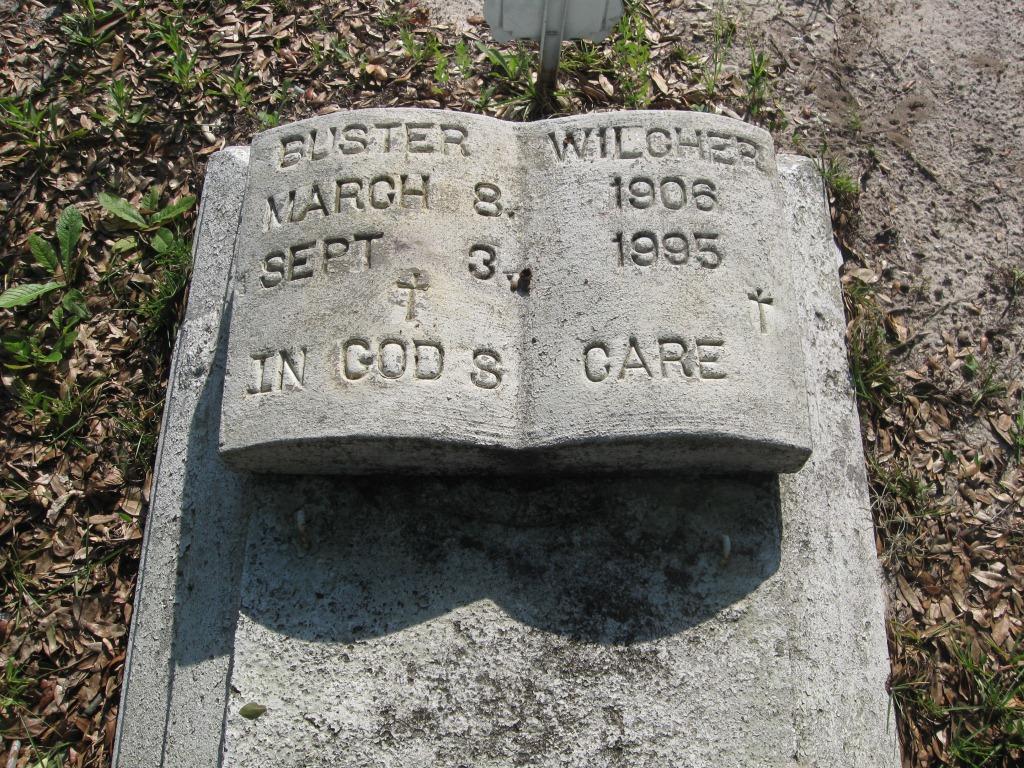 BUSTER WILCHER
MARCH 8. 1906
SEPT 3, 1995
IN GOD S CARE